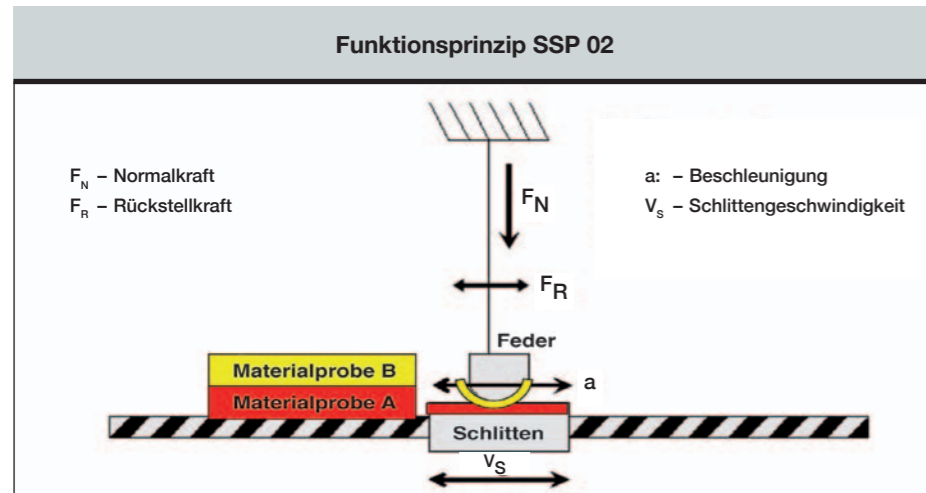 Funktionsprinzip SSP 02
F_N – Normalkraft
F_R – Rückstellkraft
a: – Beschleunigung
V_S – Schlittengeschwindigkeit
F_N
F_R
Feder
Materialprobe B
a
Materialprobe A
Schlitten
V_S